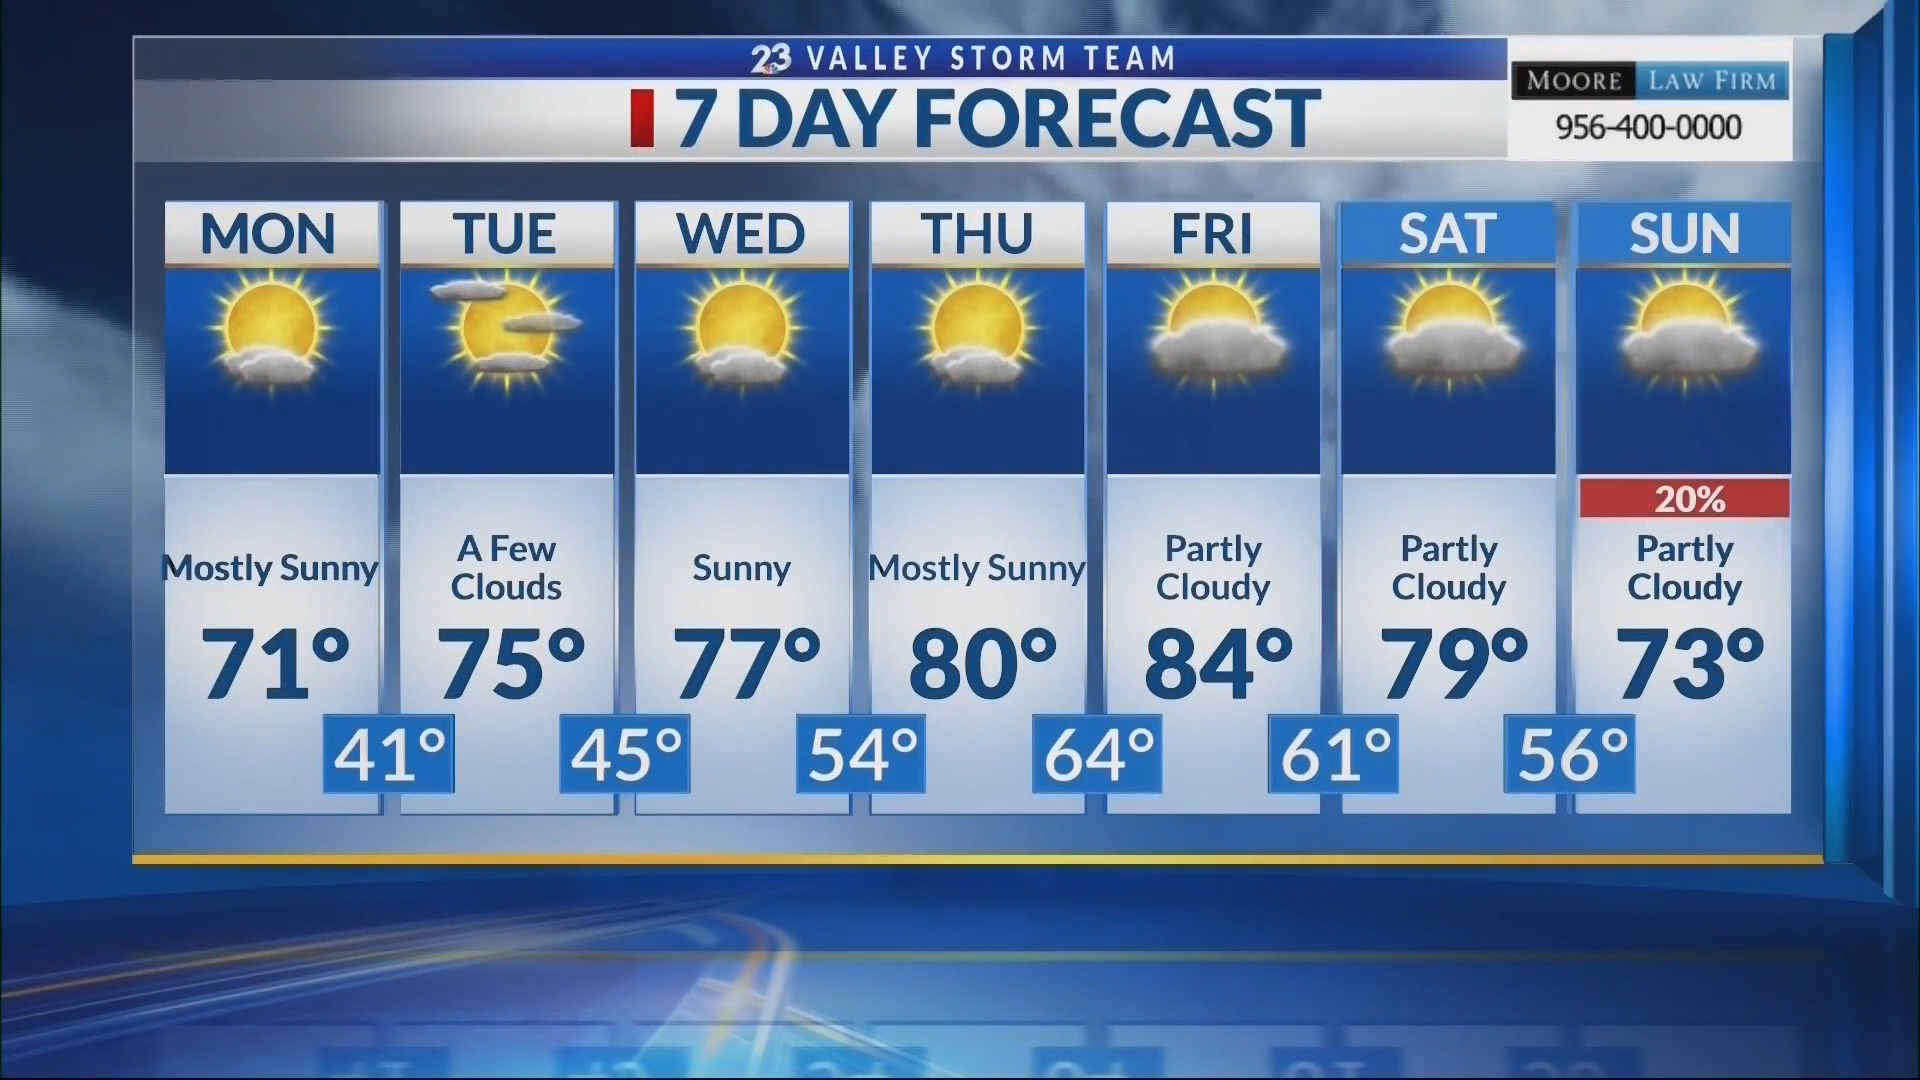 23 VALLEY STORM TEAM
7 DAY FORECAST
MOORE LAW FIRM
956-400-0000
MON TUE WED THU FRI SAT SUN
20%
Mostly Sunny
A Few
Clouds
Sunny
Mostly Sunny
Partly
Cloudy
Partly
Cloudy
Partly
Cloudy
71° 75° 77° 80° 84° 79° 73°
41° 45° 54° 64° 61° 56°